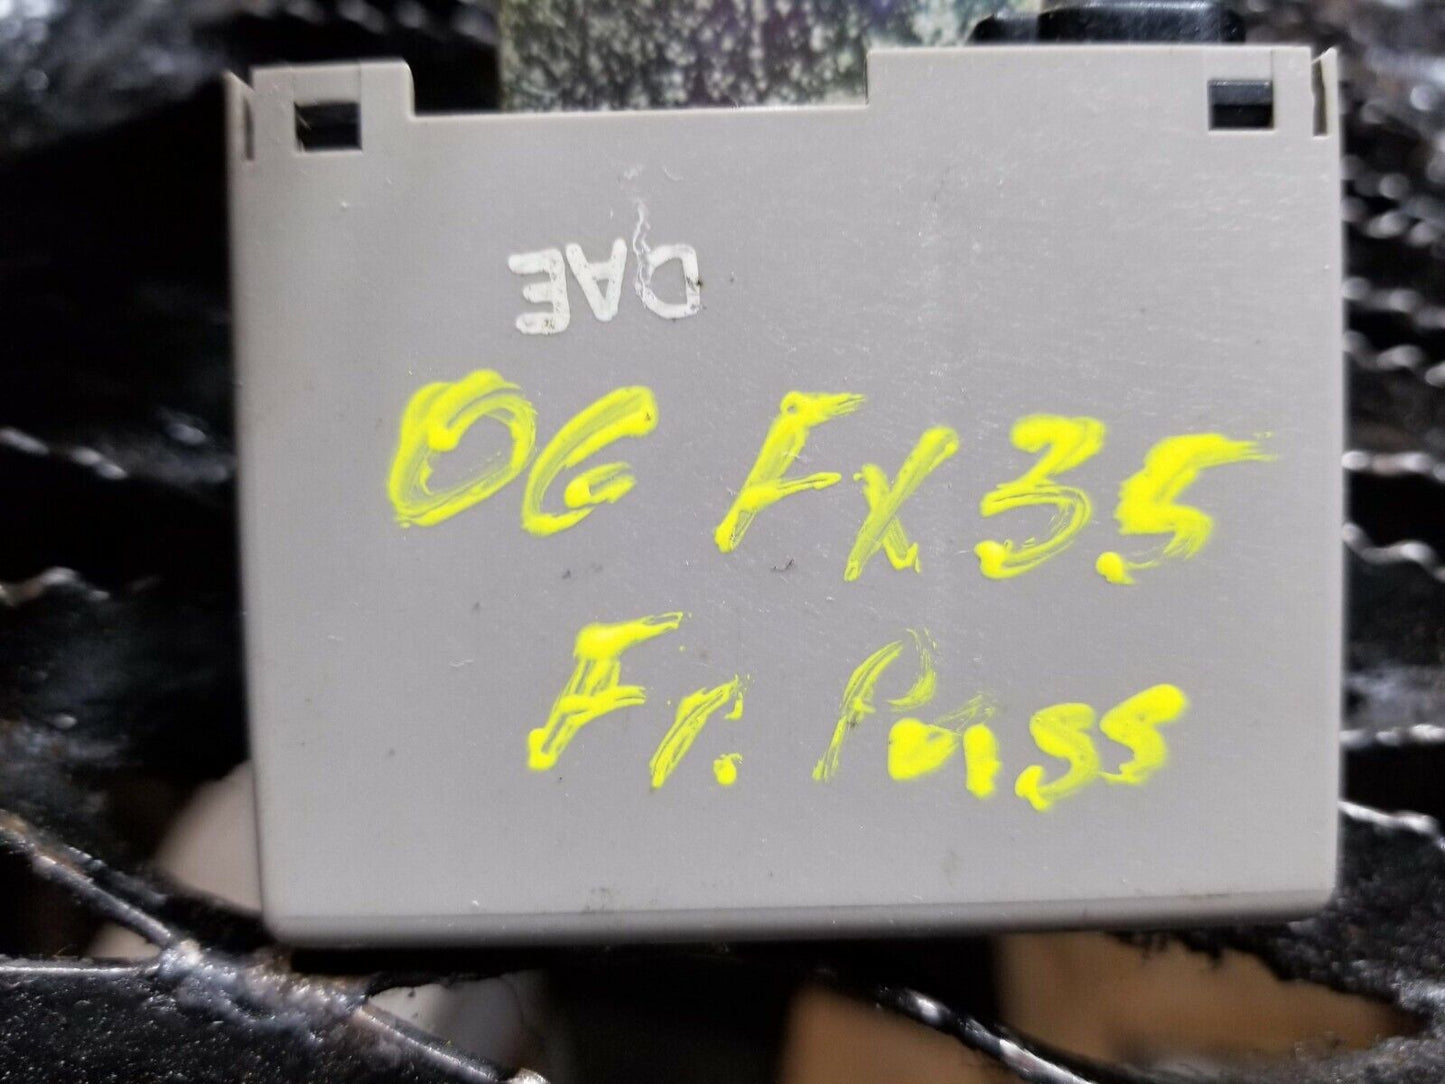 DAE
06 FX35
Fr. Pass